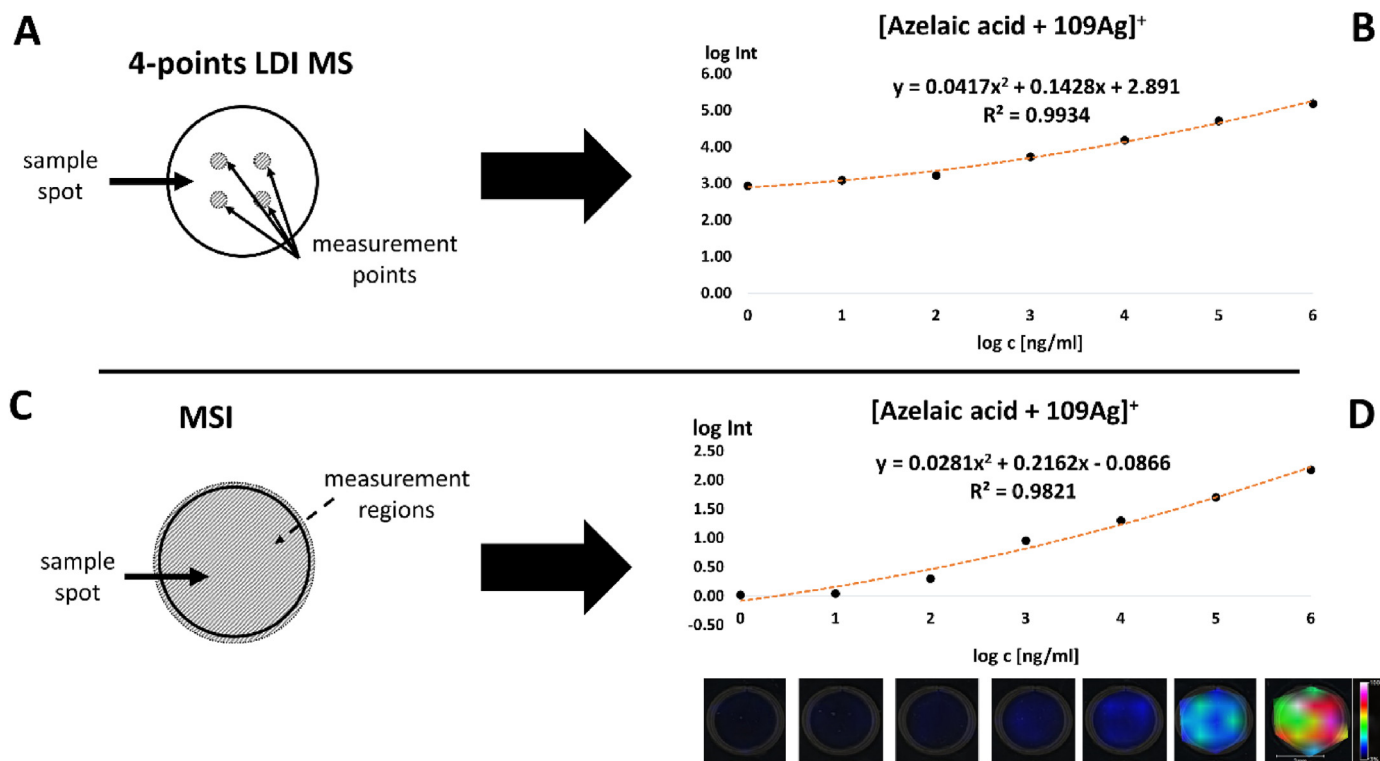 A
4-points LDI MS
sample
spot
measurement
points
B
[Azelaic acid + 109Ag]⁺
log Int
y = 0.0417x² + 0.1428x + 2.891
R² = 0.9934
6.00
5.00
4.00
3.00
2.00
1.00
0.00
0 1 2 3 4 5 6
log c [ng/ml]
C
MSI
measurement
regions
sample
spot
D
[Azelaic acid + 109Ag]⁺
log Int
y = 0.0281x² + 0.2162x - 0.0866
R² = 0.9821
2.50
2.00
1.50
1.00
0.50
0.00
-0.50
0 1 2 3 4 5 6
log c [ng/ml]